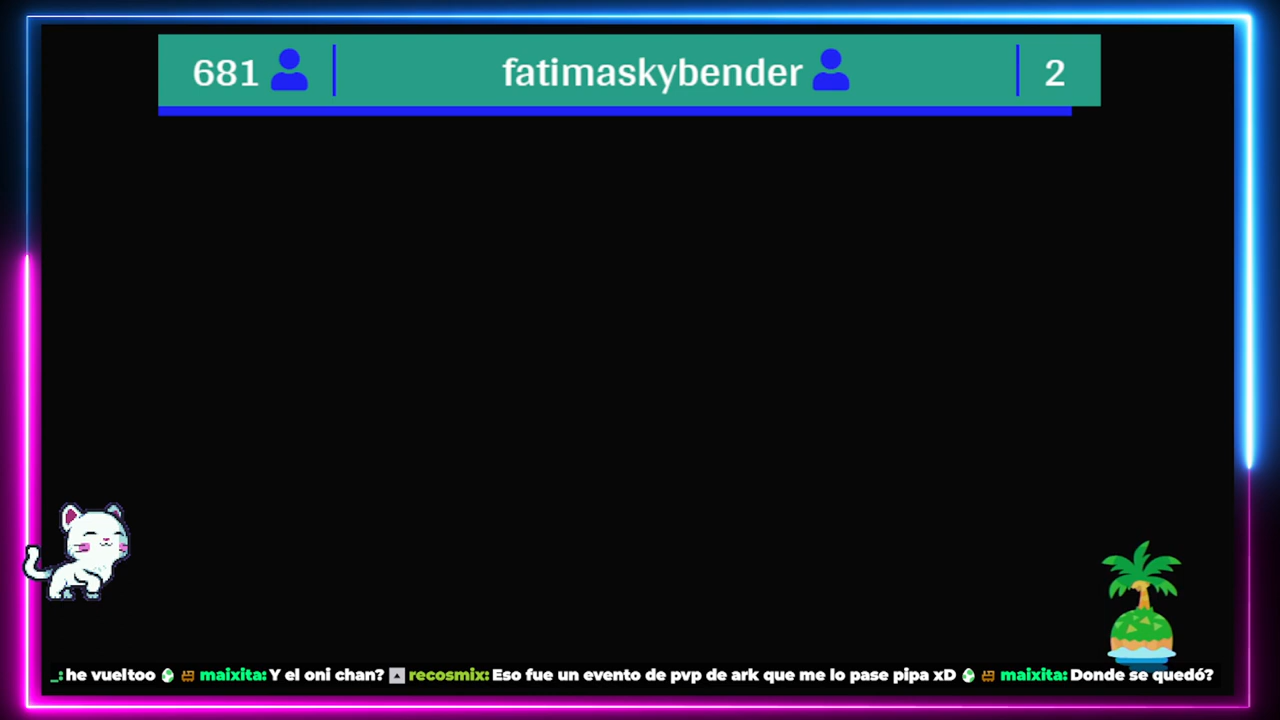 681 fatimaskybender 2
_: he vueltoo maixita: Y el oni chan? recosmix: Eso fue un evento de pvp de ark que me lo pase pipa xD maixita: Donde se quedó?